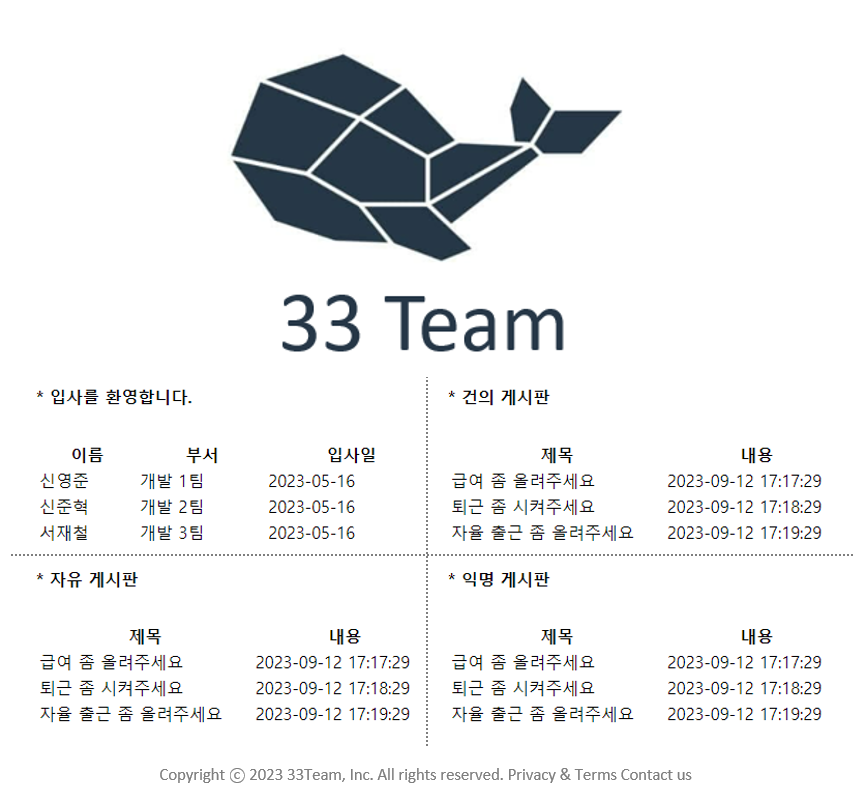 33 Team
* 입사를 환영합니다.
이름 부서 입사일
신영준 개발 1팀 2023-05-16
신준혁 개발 2팀 2023-05-16
서재철 개발 3팀 2023-05-16
* 건의 게시판
제목 내용
급여 좀 올려주세요 2023-09-12 17:17:29
퇴근 좀 시켜주세요 2023-09-12 17:18:29
자율 출근 좀 올려주세요 2023-09-12 17:19:29
* 자유 게시판
제목 내용
급여 좀 올려주세요 2023-09-12 17:17:29
퇴근 좀 시켜주세요 2023-09-12 17:18:29
자율 출근 좀 올려주세요 2023-09-12 17:19:29
* 익명 게시판
제목 내용
급여 좀 올려주세요 2023-09-12 17:17:29
퇴근 좀 시켜주세요 2023-09-12 17:18:29
자율 출근 좀 올려주세요 2023-09-12 17:19:29
Copyright ⓒ 2023 33Team, Inc. All rights reserved. Privacy & Terms Contact us